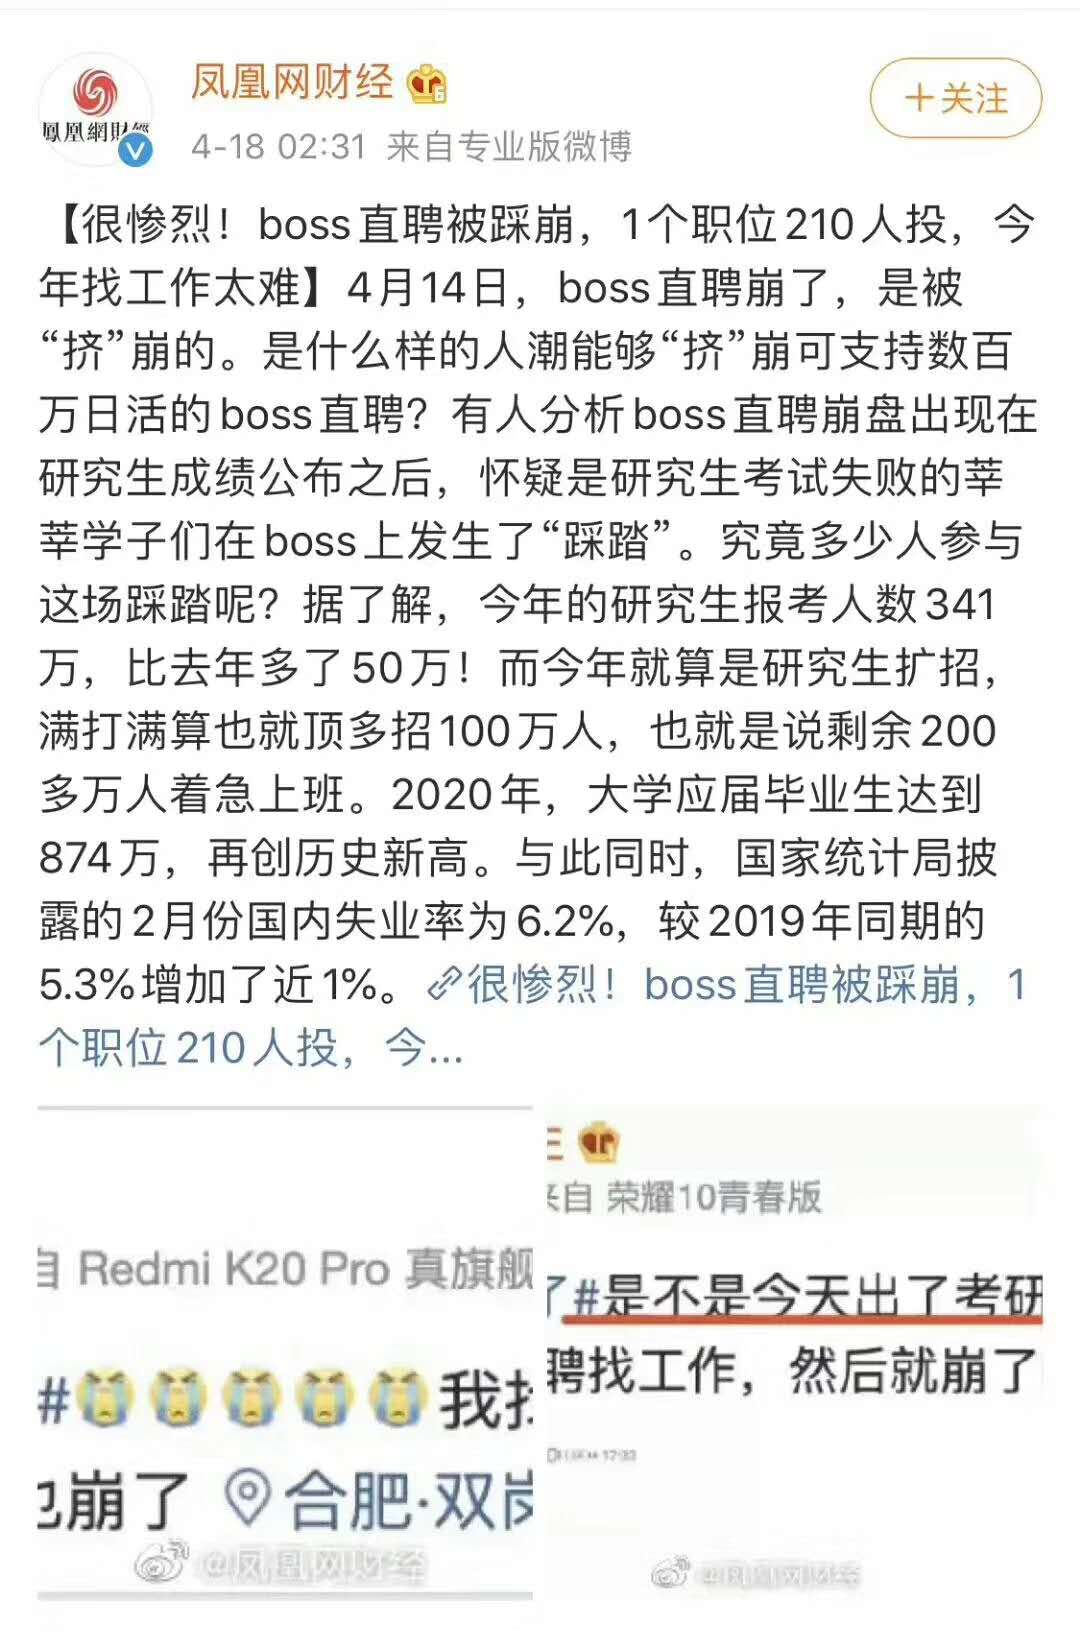 凤凰网财经
鳳凰網財經
+关注
4-18 02:31 来自专业版微博
【很惨烈！boss直聘被踩崩，1个职位210人投，今
年找工作太难】4月14日，boss直聘崩了，是被
“挤”崩的。是什么样的人潮能够“挤”崩可支持数百
万日活的boss直聘？有人分析boss直聘崩盘出现在
研究生成绩公布之后，怀疑是研究生考试失败的莘
莘学子们在boss上发生了“踩踏”。究竟多少人参与
这场踩踏呢？据了解，今年的研究生报考人数341
万，比去年多了50万！而今年就算是研究生扩招，
满打满算也就顶多招100万人，也就是说剩余200
多万人着急上班。2020年，大学应届毕业生达到
874万，再创历史新高。与此同时，国家统计局披
露的2月份国内失业率为6.2%，较2019年同期的
5.3%增加了近1%。很惨烈！boss直聘被踩崩，1
个职位210人投，今...
自 Redmi K20 Pro 真旗舰
#😭😭😭😭😭我找
也崩了 合肥·双岗
@凤凰网财经
来自 荣耀10青春版
了#是不是今天出了考研
聘找工作，然后就崩了
@凤凰网财经